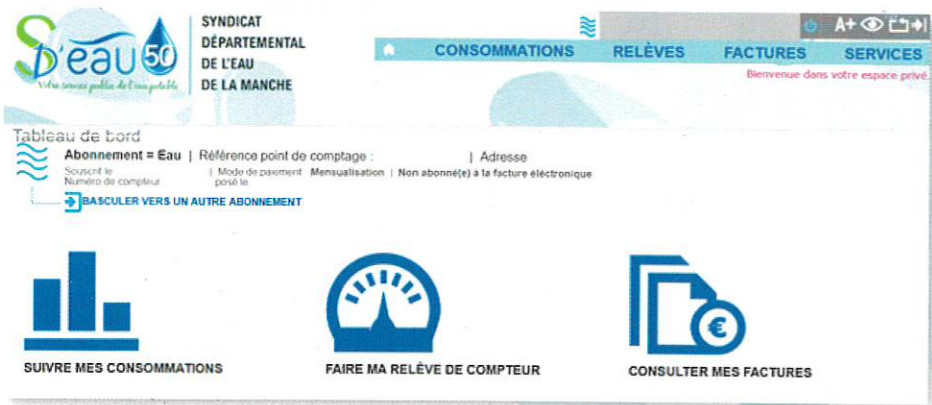 SDeau50
Votre service public de l'eau potable
SYNDICAT
DÉPARTEMENTAL
DE L'EAU
DE LA MANCHE
A+
CONSOMMATIONS RELÈVES FACTURES SERVICES
Bienvenue dans votre espace privé.
Tableau de bord
Abonnement = Eau | Référence point de comptage : | Adresse
Souscrit le | Mode de paiement Mensualisation | Non abonné(e) à la facture éléctronique
Numéro de compteur posé le
BASCULER VERS UN AUTRE ABONNEMENT
€
SUIVRE MES CONSOMMATIONS FAIRE MA RELÈVE DE COMPTEUR CONSULTER MES FACTURES